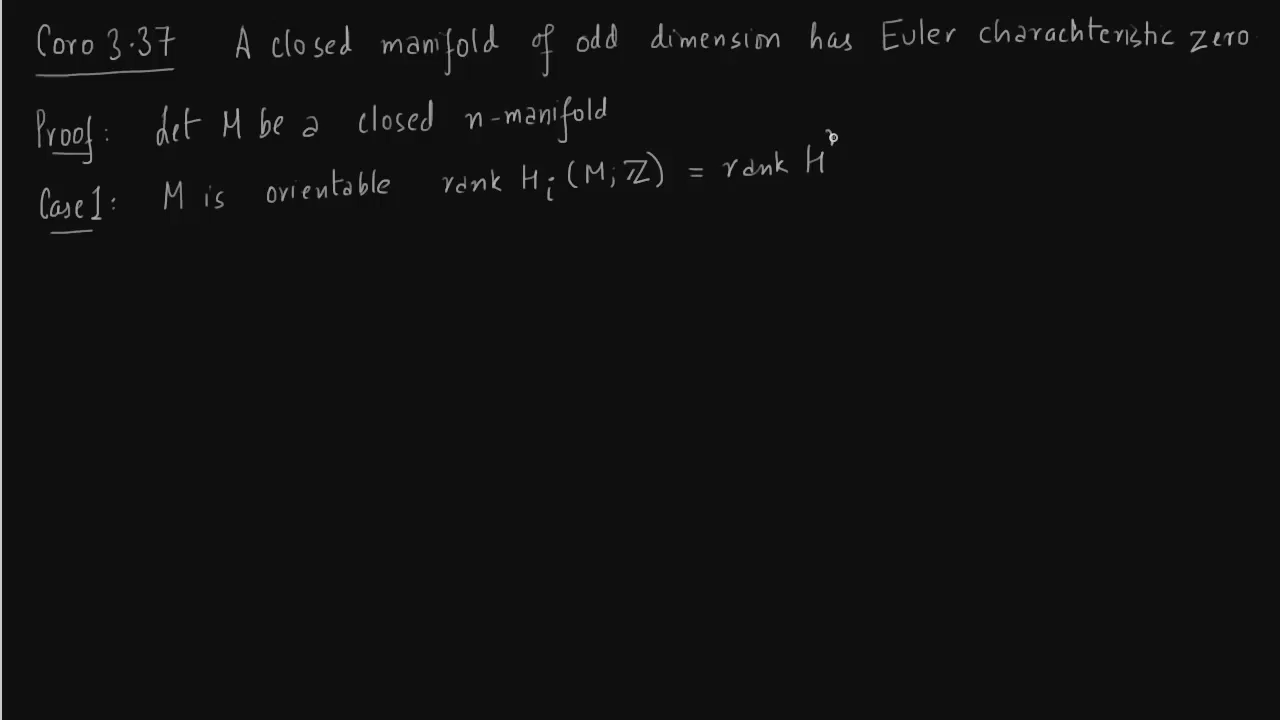 Coro 3.37 A closed manifold of odd dimension has Euler charachteristic zero
Proof: Let M be a closed n-manifold
Case 1: M is orientable rank H_i (M; ℤ) = rank H